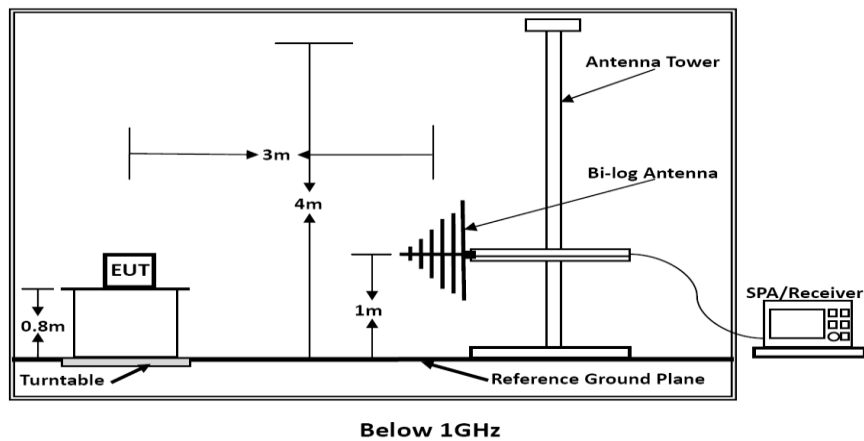 Antenna Tower
3m
Bi-log Antenna
4m
EUT
SPA/Receiver
1m
0.8m
Turntable
Reference Ground Plane
Below 1GHz